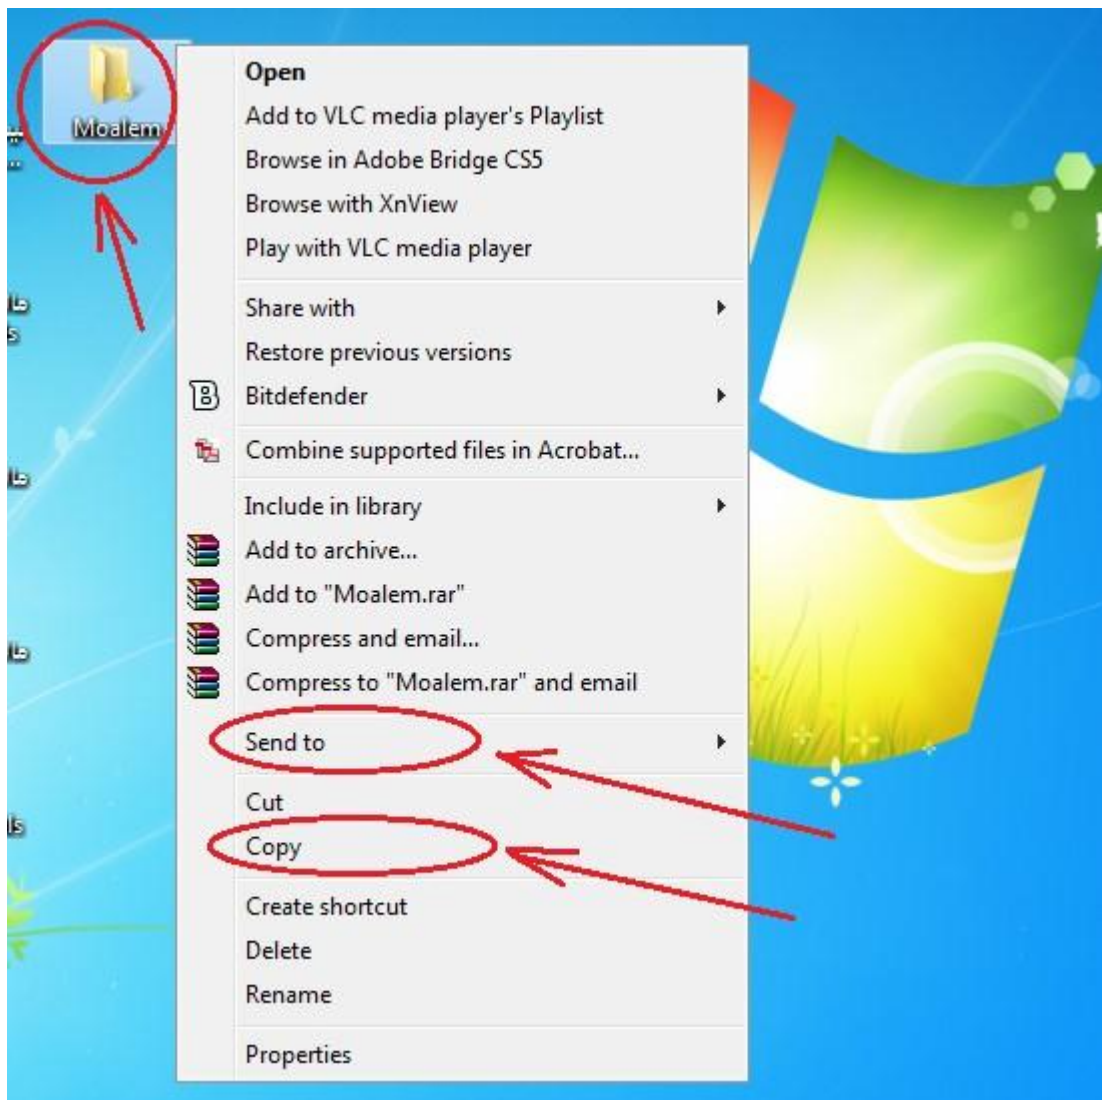 Moalem
Open
Add to VLC media player's Playlist
Browse in Adobe Bridge CS5
Browse with XnView
Play with VLC media player
Share with
Restore previous versions
Bitdefender
Combine supported files in Acrobat...
Include in library
Add to archive...
Add to "Moalem.rar"
Compress and email...
Compress to "Moalem.rar" and email
Send to
Cut
Copy
Create shortcut
Delete
Rename
Properties